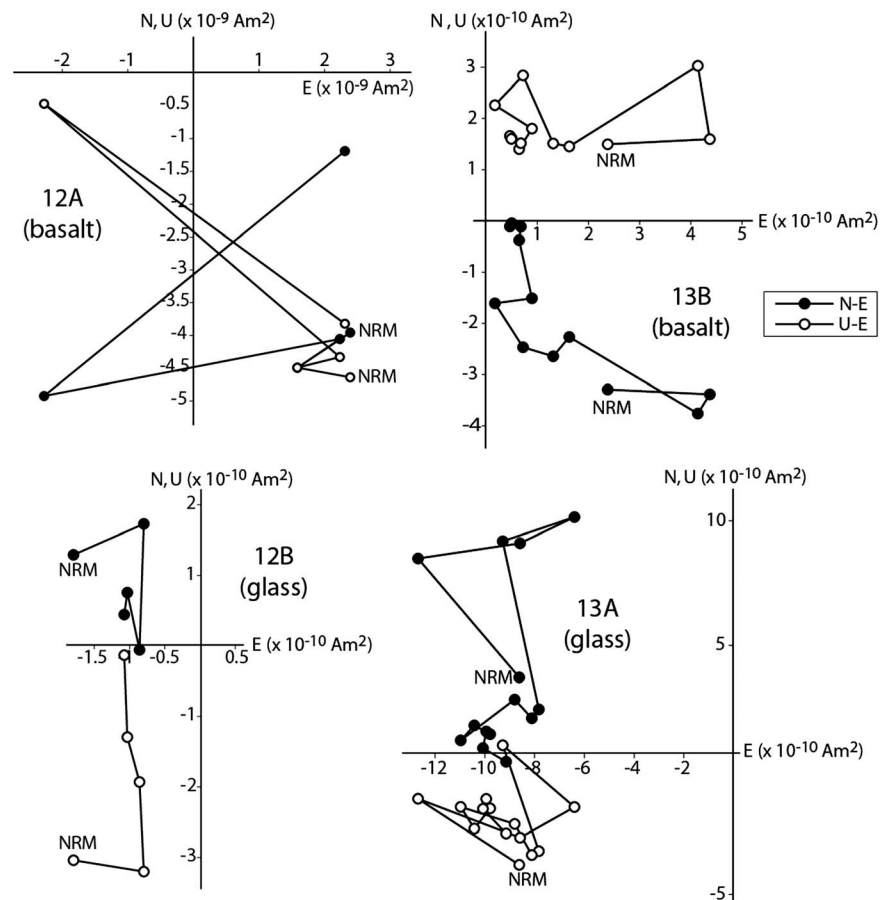 N, U (x 10⁻⁹ Am²)
-2 -1 1 2 3
E (x 10⁻⁹ Am²)
-0.5
-1
-1.5
-2
-2.5
-3
-3.5
-4
-4.5
-5
12A
(basalt)
NRM
NRM
N, U (x 10⁻¹⁰ Am²)
3
2
1
NRM
E (x 10⁻¹⁰ Am²)
1 2 3 4 5
-1
-2
-3
-4
13B
(basalt)
NRM
N-E
U-E
N, U (x 10⁻¹⁰ Am²)
2
1
NRM
12B
(glass)
E (x 10⁻¹⁰ Am²)
-1.5 -1 -0.5 0.5
-1
-2
-3
NRM
N, U (x 10⁻¹⁰ Am²)
10
5
13A
(glass)
NRM
E (x 10⁻¹⁰ Am²)
-12 -10 -8 -6 -4 -2
NRM
-5